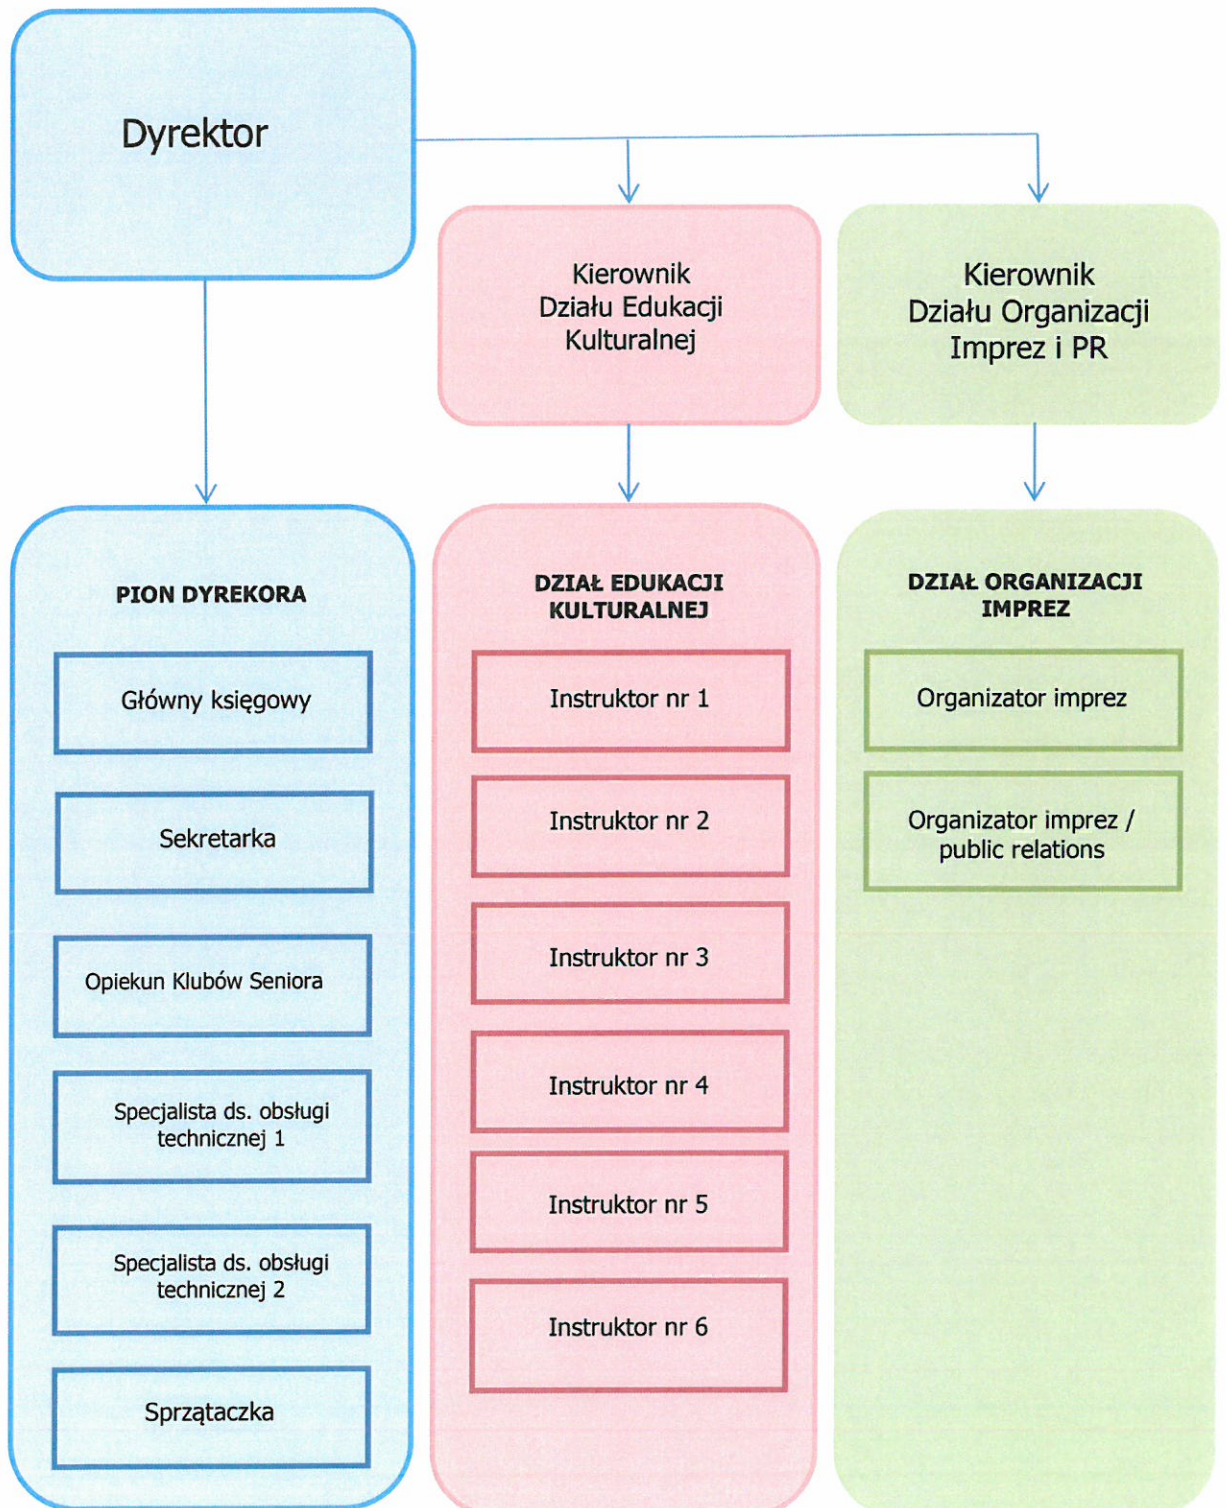 Dyrektor
Kierownik
Działu Edukacji
Kulturalnej
Kierownik
Działu Organizacji
Imprez i PR
PION DYREKORA
Główny księgowy
Sekretarka
Opiekun Klubów Seniora
Specjalista ds. obsługi
technicznej 1
Specjalista ds. obsługi
technicznej 2
Sprzątaczka
DZIAŁ EDUKACJI
KULTURALNEJ
Instruktor nr 1
Instruktor nr 2
Instruktor nr 3
Instruktor nr 4
Instruktor nr 5
Instruktor nr 6
DZIAŁ ORGANIZACJI
IMPREZ
Organizator imprez
Organizator imprez /
public relations